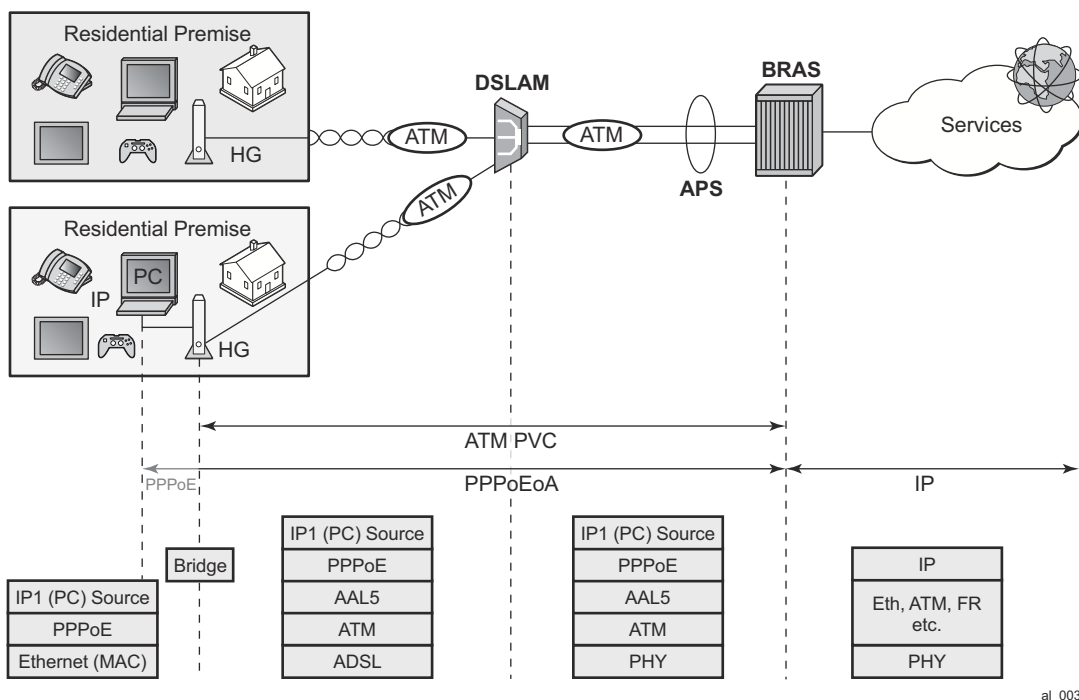 Residential Premise
HG
ATM
DSLAM
ATM
APS
BRAS
Services
ATM
Residential Premise
PC
IP
HG
ATM PVC
PPPoE
PPPoEoA
IP
IP1 (PC) Source
PPPoE
Ethernet (MAC)
Bridge
IP1 (PC) Source
PPPoE
AAL5
ATM
ADSL
IP1 (PC) Source
PPPoE
AAL5
ATM
PHY
IP
Eth, ATM, FR
etc.
PHY
al_003